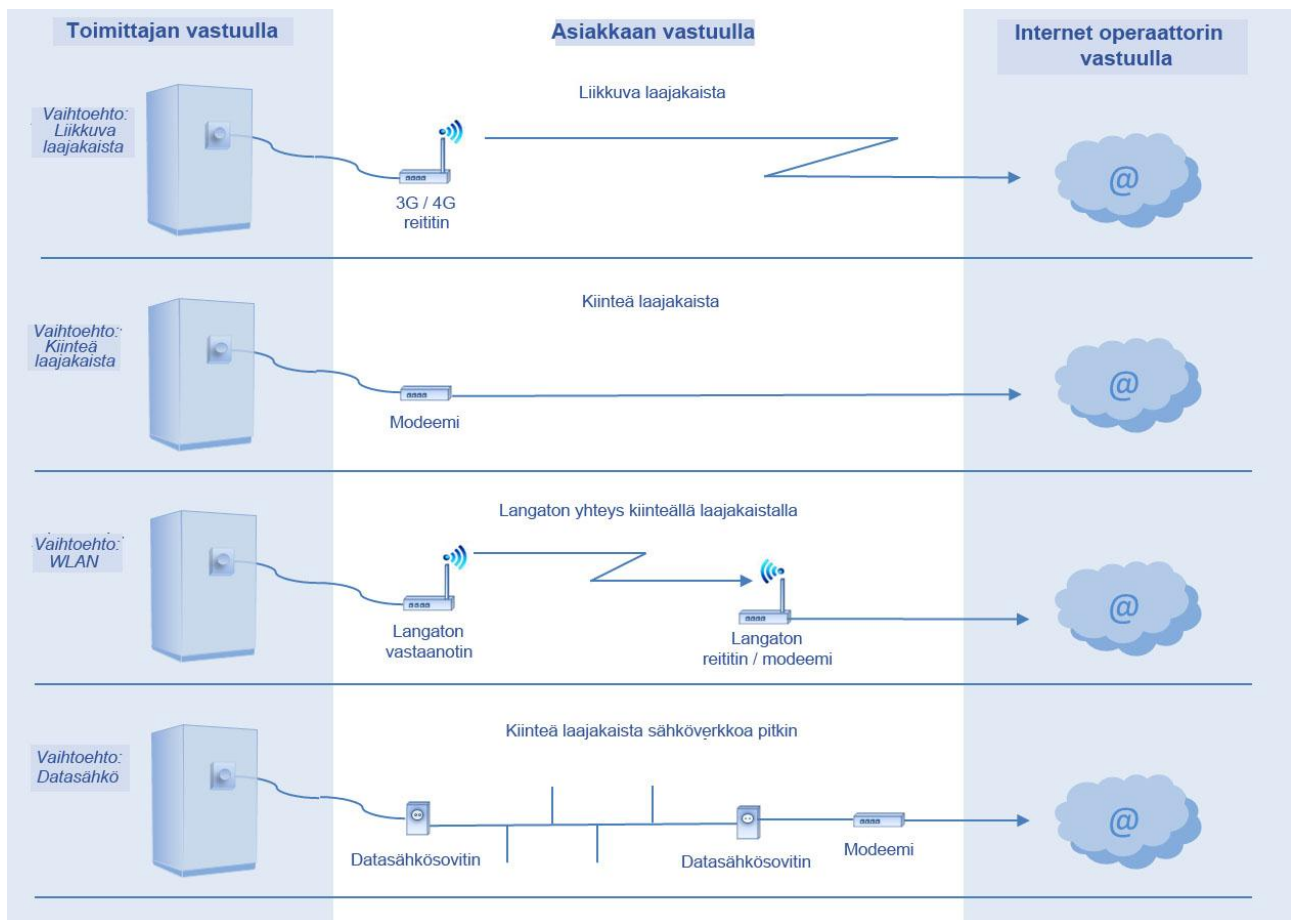 Toimittajan vastuulla
Asiakkaan vastuulla
Internet operaattorin
vastuulla
Vaihtoehto:
Liikkuva
laajakaista
Liikkuva laajakaista
3G / 4G
reititin
@
Vaihtoehto:
Kiinteä
laajakaista
Kiinteä laajakaista
Modeemi
@
Vaihtoehto:
WLAN
Langaton yhteys kiinteällä laajakaistalla
Langaton
vastaanotin
Langaton
reititin / modeemi
@
Vaihtoehto:
Datasähkö
Kiinteä laajakaista sähköverkkoa pitkin
Datasähkösovitin
Datasähkösovitin
Modeemi
@